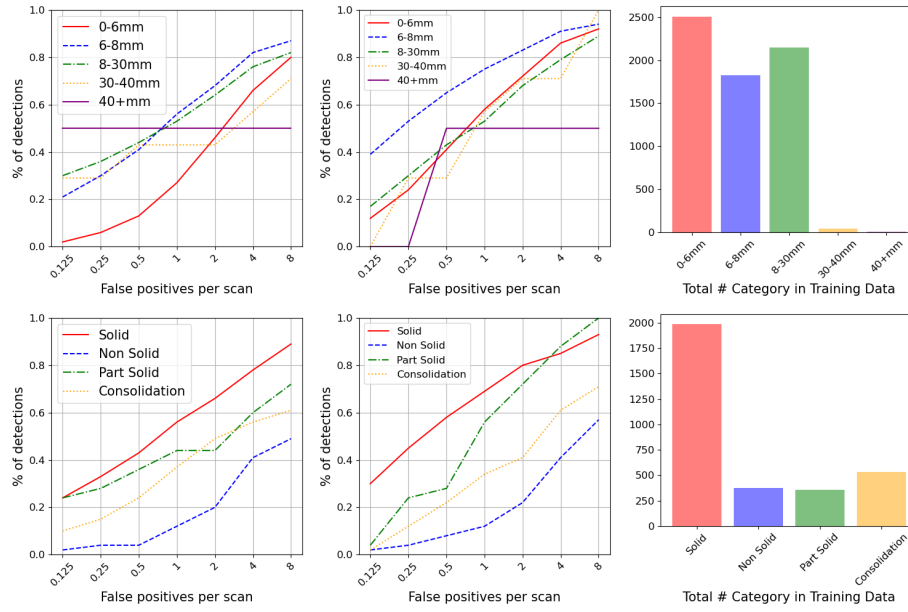 1.0
0.8
0.6
0.4
0.2
0.0
% of detections
0-6mm
6-8mm
8-30mm
30-40mm
40+mm
0.125
0.25
0.5
1
2
4
8
False positives per scan
1.0
0.8
0.6
0.4
0.2
0.0
% of detections
0-6mm
6-8mm
8-30mm
30-40mm
40+mm
0.125
0.25
0.5
1
2
4
8
False positives per scan
2500
2000
1500
1000
500
0
0-6mm
6-8mm
8-30mm
30-40mm
40+mm
Total # Category in Training Data
1.0
0.8
0.6
0.4
0.2
0.0
% of detections
Solid
Non Solid
Part Solid
Consolidation
0.125
0.25
0.5
1
2
4
8
False positives per scan
1.0
0.8
0.6
0.4
0.2
0.0
% of detections
Solid
Non Solid
Part Solid
Consolidation
0.125
0.25
0.5
1
2
4
8
False positives per scan
2000
1750
1500
1250
1000
750
500
250
0
Solid
Non Solid
Part Solid
Consolidation
Total # Category in Training Data